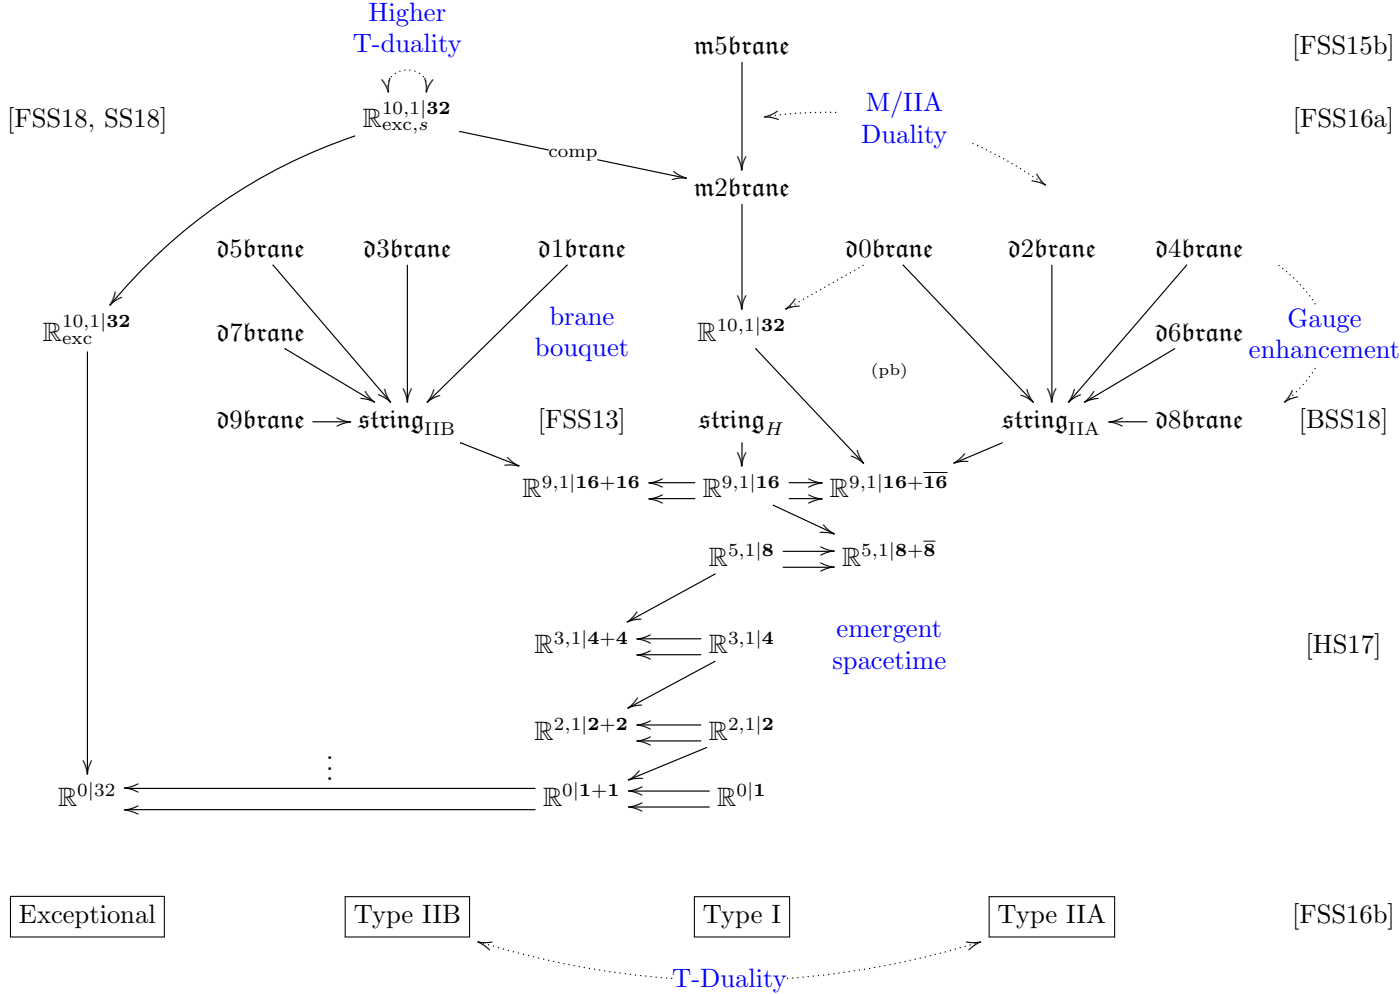 Higher
T-duality
𝔪5𝔟𝔯𝔞𝔫𝔢 [FSS15b]
[FSS18, SS18] ℝ^{10,1|𝟑𝟐}_{exc,s} M/IIA
Duality [FSS16a]
comp
𝔪2𝔟𝔯𝔞𝔫𝔢
𝔡5𝔟𝔯𝔞𝔫𝔢 𝔡3𝔟𝔯𝔞𝔫𝔢 𝔡1𝔟𝔯𝔞𝔫𝔢 𝔡0𝔟𝔯𝔞𝔫𝔢 𝔡2𝔟𝔯𝔞𝔫𝔢 𝔡4𝔟𝔯𝔞𝔫𝔢
ℝ^{10,1|𝟑𝟐}_{exc} 𝔡7𝔟𝔯𝔞𝔫𝔢 brane
bouquet ℝ^{10,1|𝟑𝟐} 𝔡6𝔟𝔯𝔞𝔫𝔢 Gauge
enhancement
(pb)
𝔡9𝔟𝔯𝔞𝔫𝔢 𝔰𝔱𝔯𝔦𝔫𝔤_{IIB} [FSS13] 𝔰𝔱𝔯𝔦𝔫𝔤_H 𝔰𝔱𝔯𝔦𝔫𝔤_{IIA} 𝔡8𝔟𝔯𝔞𝔫𝔢 [BSS18]
ℝ^{9,1|𝟏𝟔+𝟏𝟔} ℝ^{9,1|𝟏𝟔} ℝ^{9,1|𝟏𝟔+\overline{𝟏𝟔}}
ℝ^{5,1|𝟖} ℝ^{5,1|𝟖+\overline{𝟖}}
ℝ^{3,1|𝟒+𝟒} ℝ^{3,1|𝟒} emergent
spacetime [HS17]
ℝ^{2,1|𝟐+𝟐} ℝ^{2,1|𝟐}
⋮
ℝ^{0|32} ℝ^{0|𝟏+𝟏} ℝ^{0|𝟏}
Exceptional Type IIB Type I Type IIA [FSS16b]
T-Duality